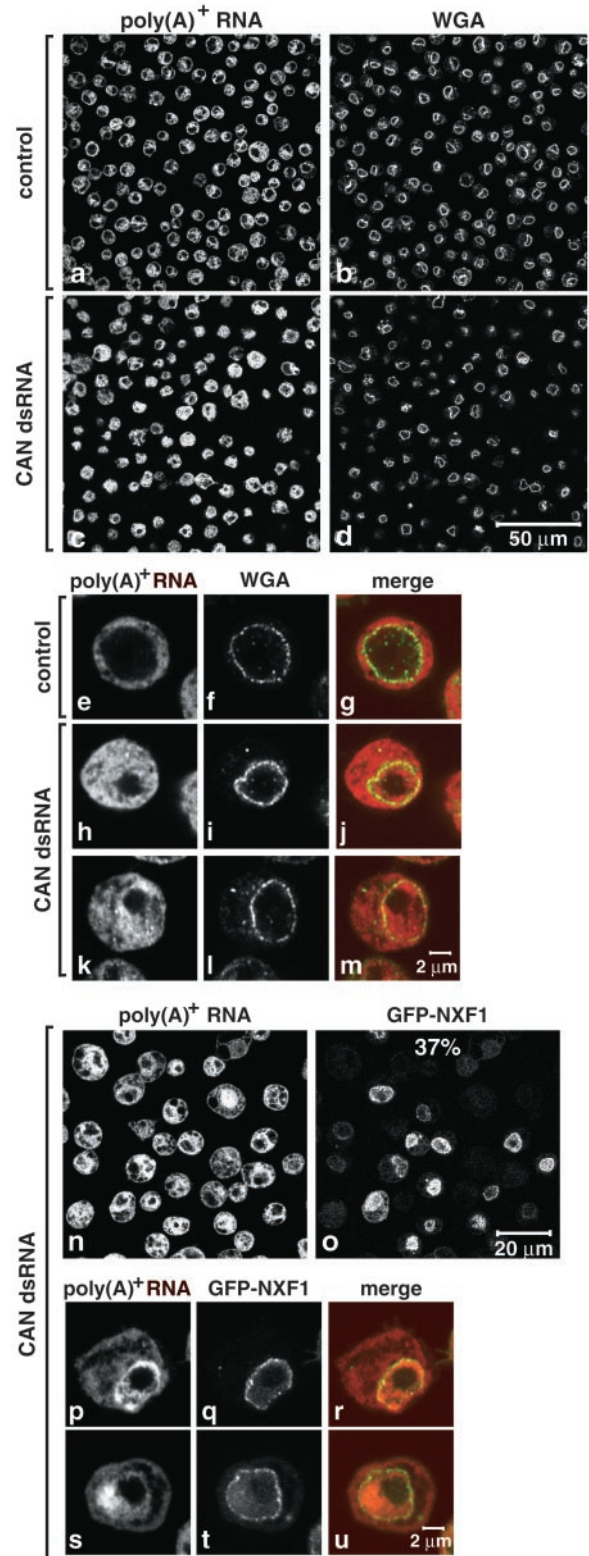 poly(A)+ RNA WGA
control
a b
CAN dsRNA
c d
50 µm
poly(A)+ RNA WGA merge
control
e f g
CAN dsRNA
h i j
k l m
2 µm
poly(A)+ RNA GFP-NXF1
37%
CAN dsRNA
n o
20 µm
poly(A)+ RNA GFP-NXF1 merge
p q r
s t u
2 µm